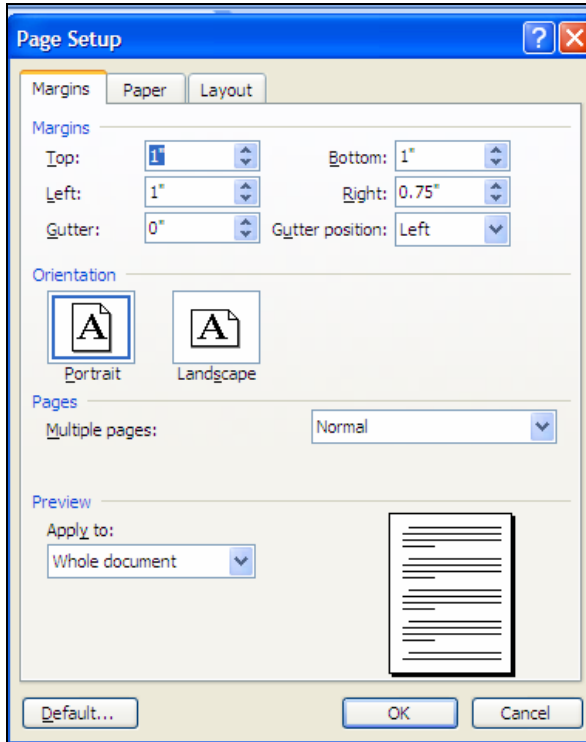 Page Setup
Margins Paper Layout
Margins
Top: 1" Bottom: 1"
Left: 1" Right: 0.75"
Gutter: 0" Gutter position: Left
Orientation
A A
Portrait Landscape
Pages
Multiple pages: Normal
Preview
Apply to:
Whole document
Default... OK Cancel